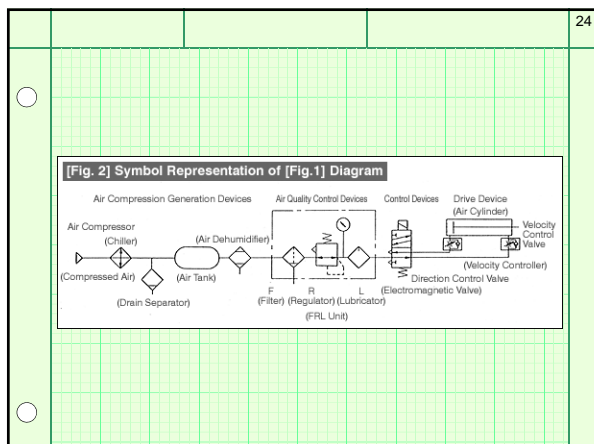 24
[Fig. 2] Symbol Representation of [Fig.1] Diagram
Air Compression Generation Devices
Air Quality Control Devices
Control Devices
Drive Device
(Air Cylinder)
Air Compressor
(Chiller)
(Air Dehumidifier)
Velocity
Control
Valve
(Compressed Air)
(Air Tank)
(Velocity Controller)
(Drain Separator)
F R L
(Filter) (Regulator) (Lubricator)
(FRL Unit)
Direction Control Valve
(Electromagnetic Valve)